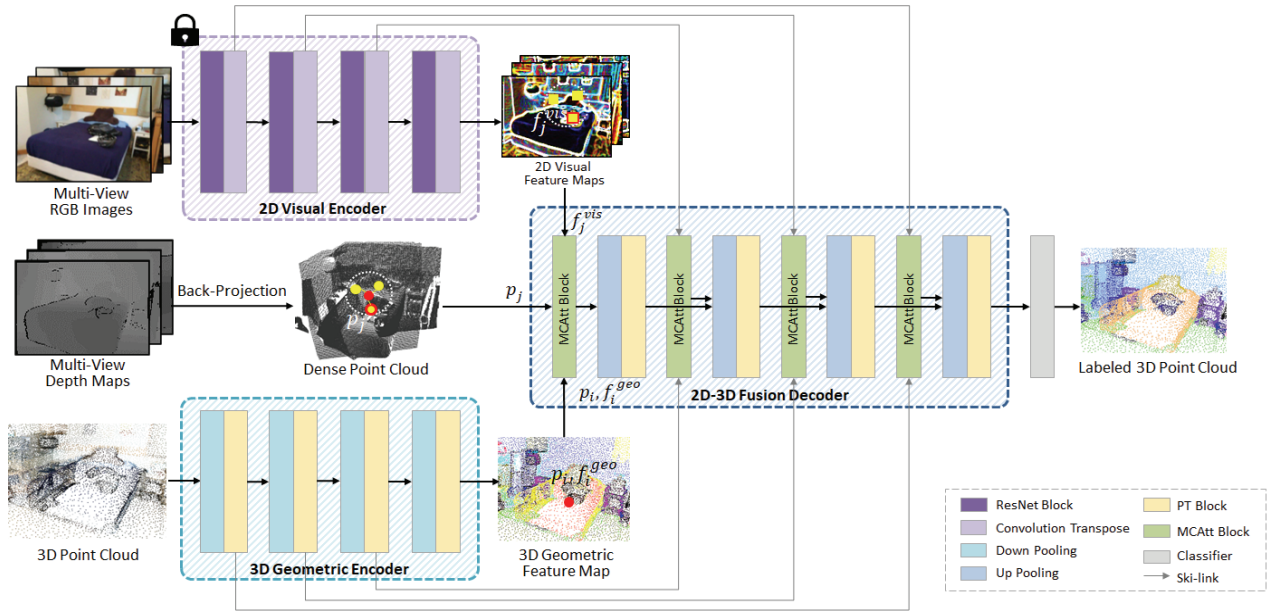 Multi-View
RGB Images
2D Visual Encoder
f_j^vis
2D Visual
Feature Maps
f_j^vis
Multi-View
Depth Maps
Back-Projection
Dense Point Cloud
p_j
MCAtt Block
MCAtt Block
MCAtt Block
MCAtt Block
2D-3D Fusion Decoder
Labeled 3D Point Cloud
p_i, f_i^geo
3D Point Cloud
3D Geometric Encoder
p_i, f_i^geo
3D Geometric
Feature Map
ResNet Block
Convolution Transpose
Down Pooling
Up Pooling
PT Block
MCAtt Block
Classifier
Ski-link